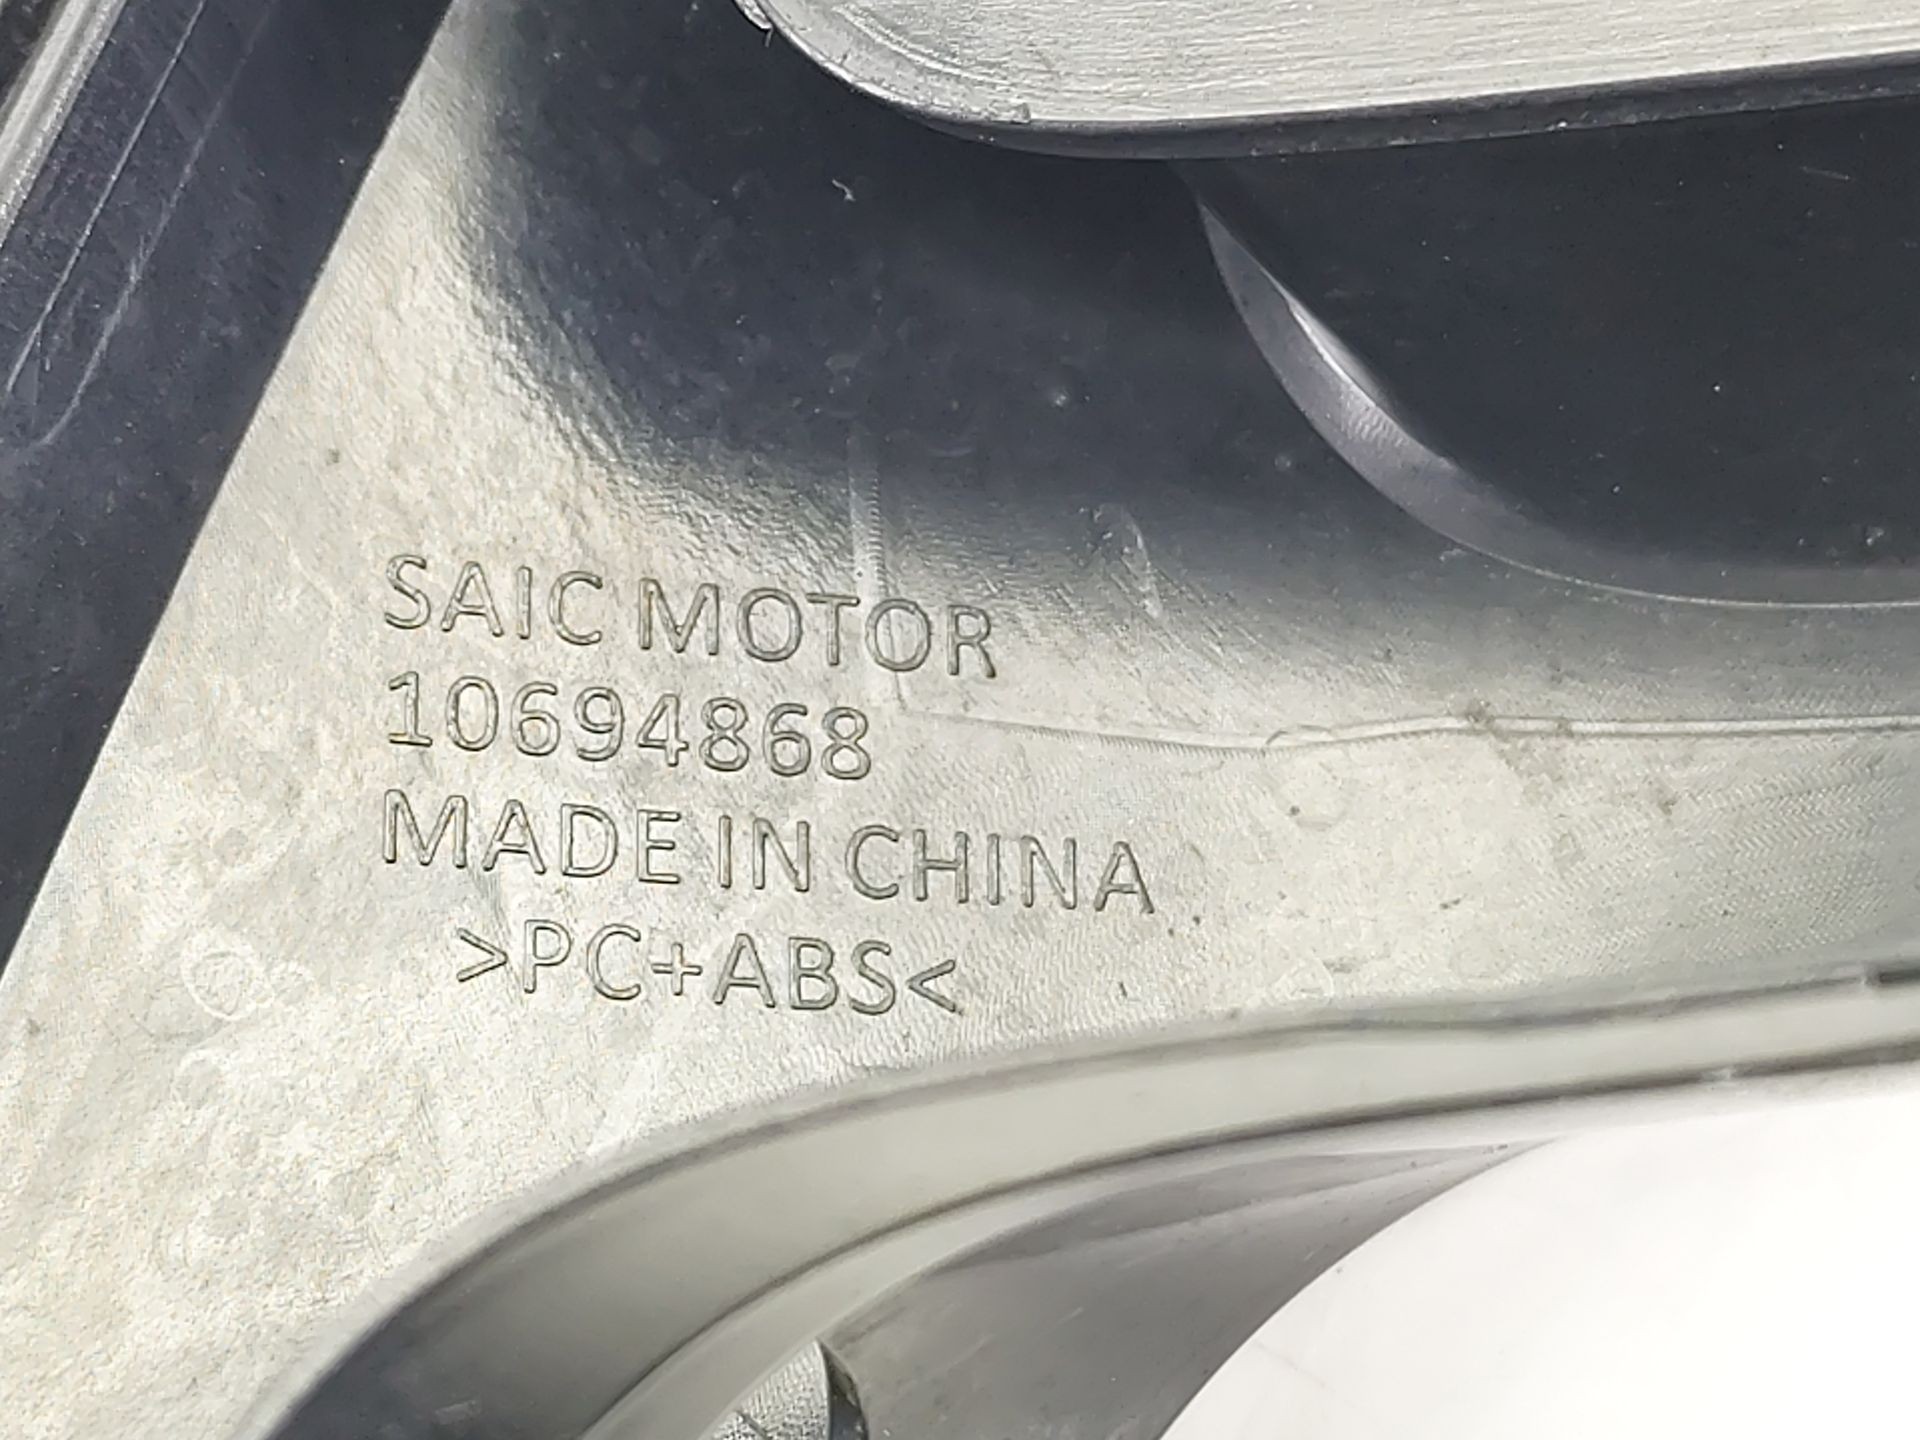 SAIC MOTOR
10694868
MADE IN CHINA
>PC+ABS<